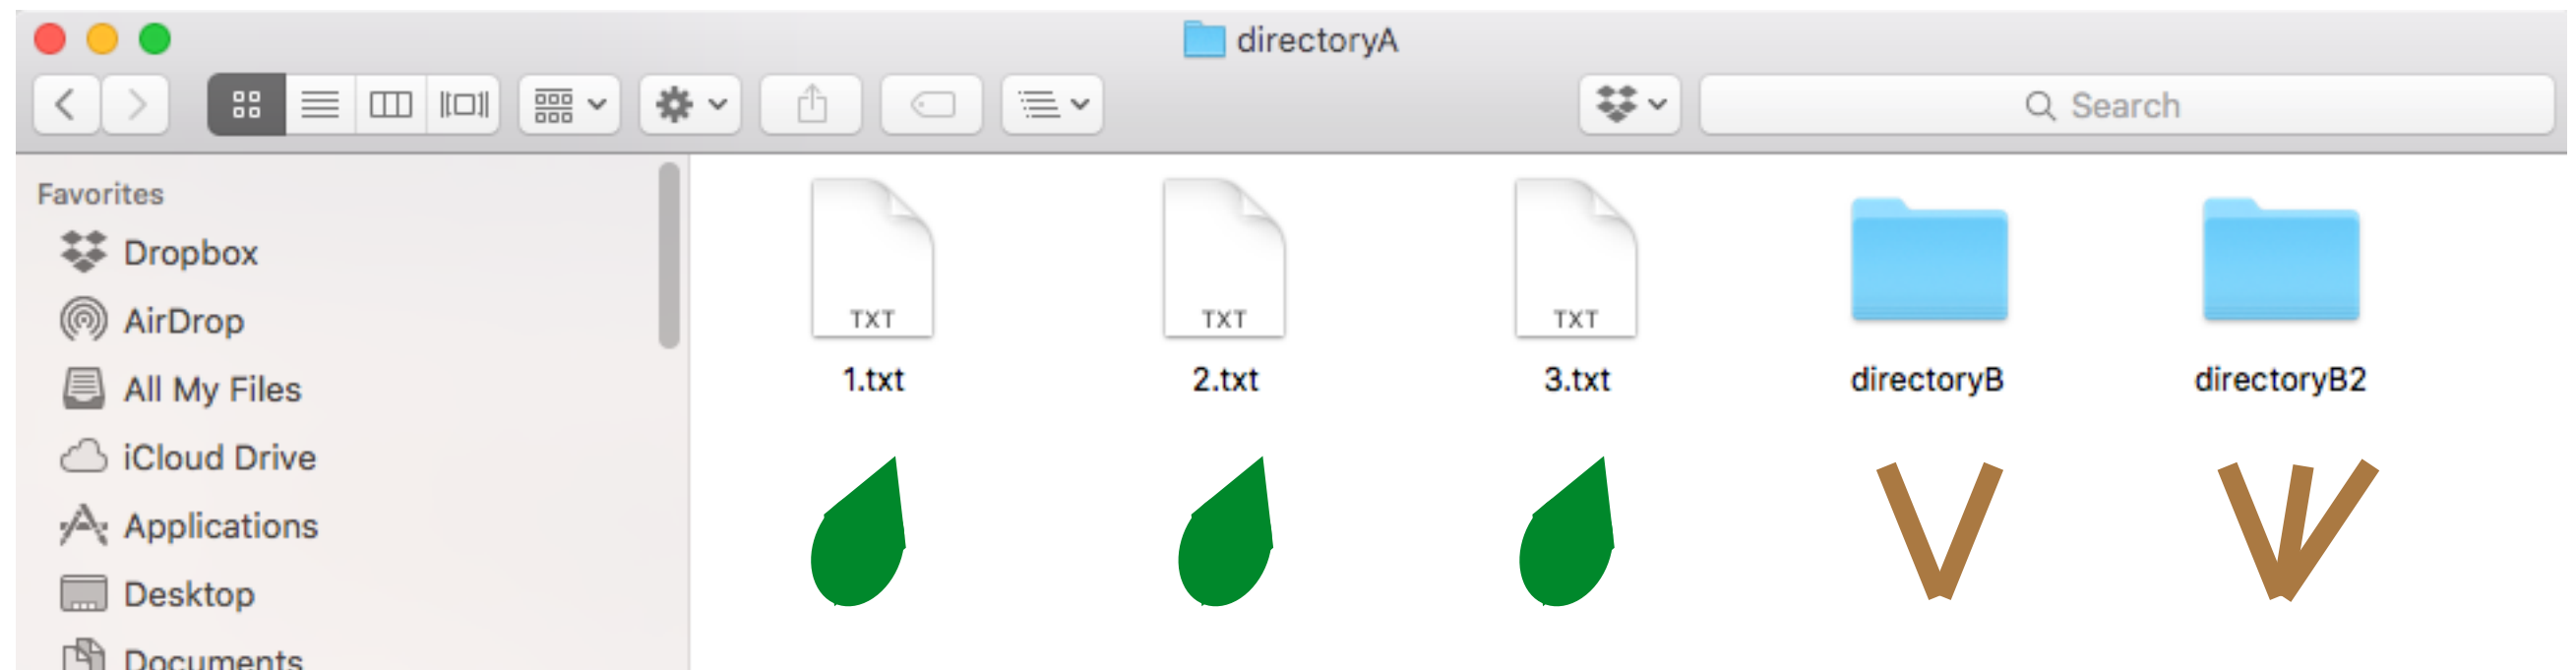 directoryA
Search
Favorites
Dropbox
AirDrop
All My Files
iCloud Drive
Applications
Desktop
Documents
TXT
TXT
TXT
1.txt
2.txt
3.txt
directoryB
directoryB2